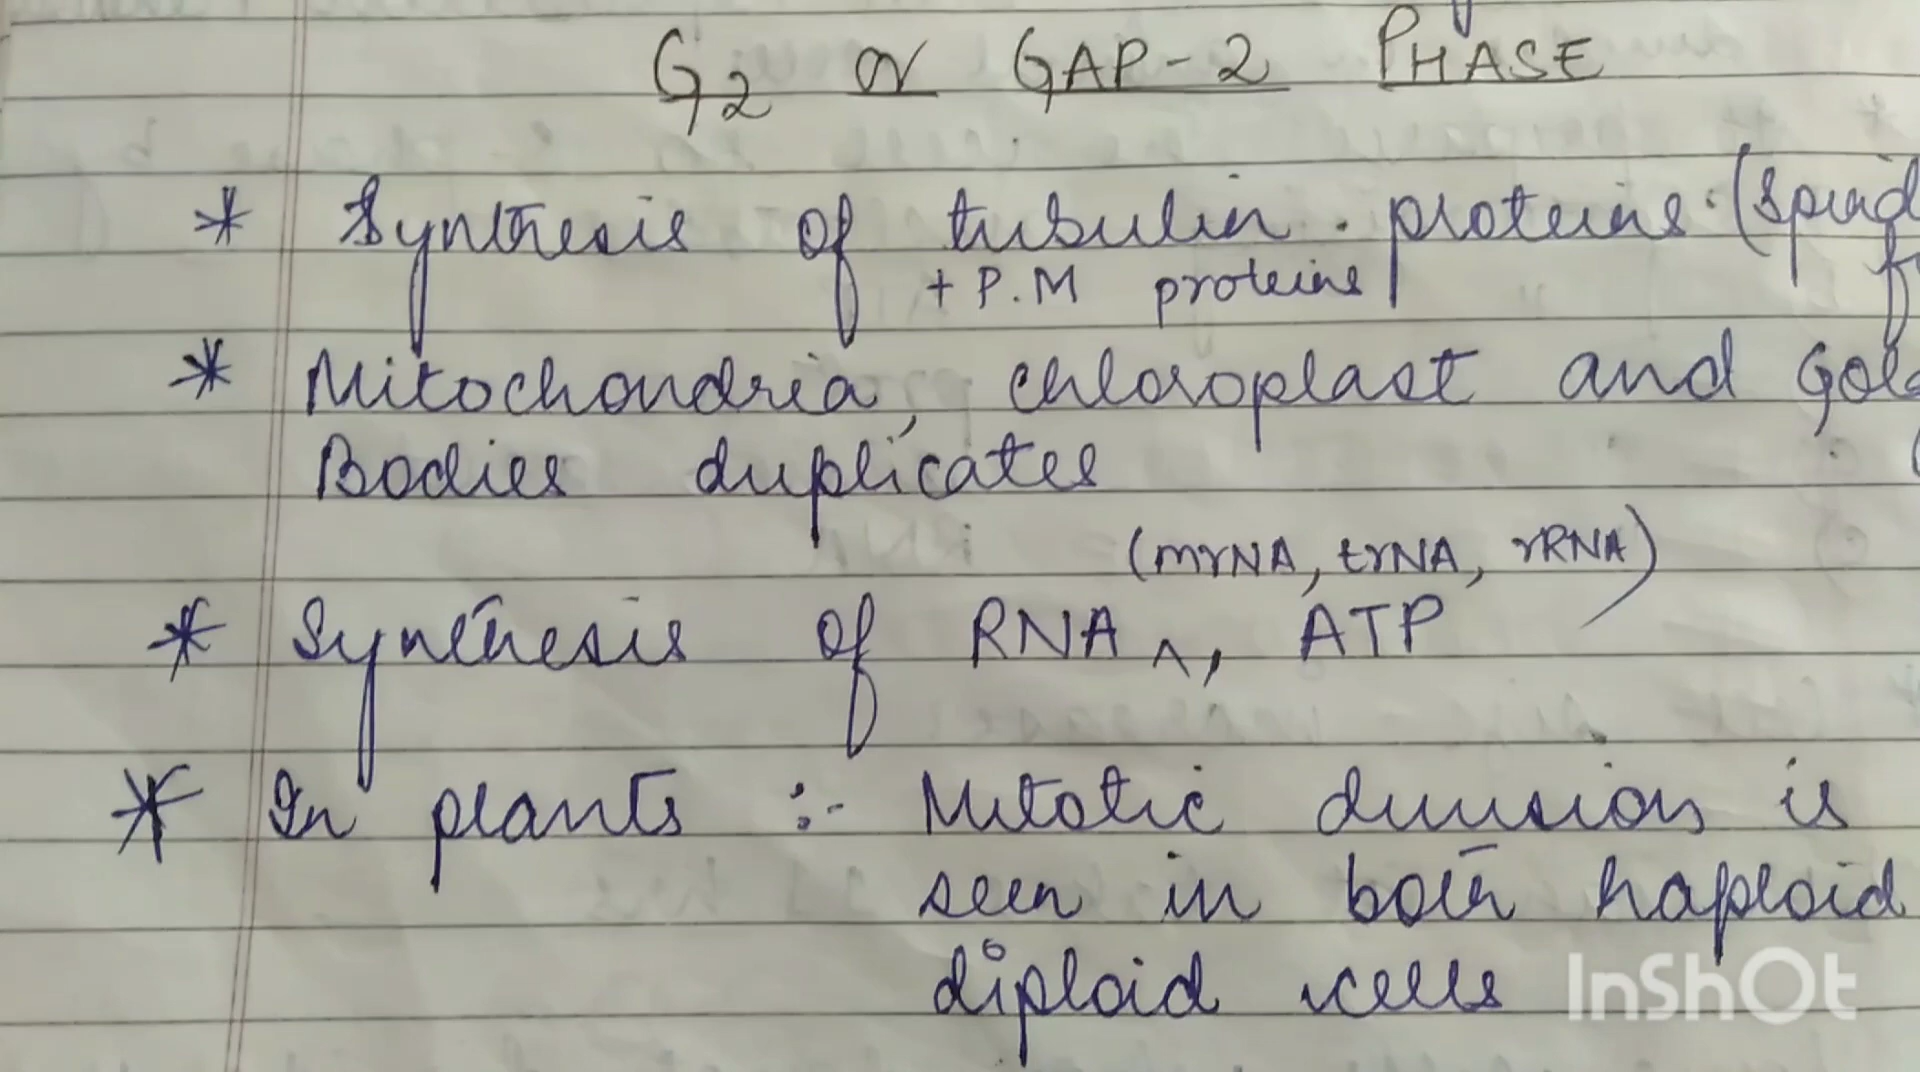 G2 or GAP-2 PHASE
* Synthesis of tubulin . proteins. (Spind
+ P.M proteins
* Mitochondria, chloroplast and Gol
Bodies duplicates
(mrNA, trNA, rRNA)
* Synthesis of RNA ^, ATP
* In plants :- Mitotic division is
seen in both haploid
diploid cells
InShOt